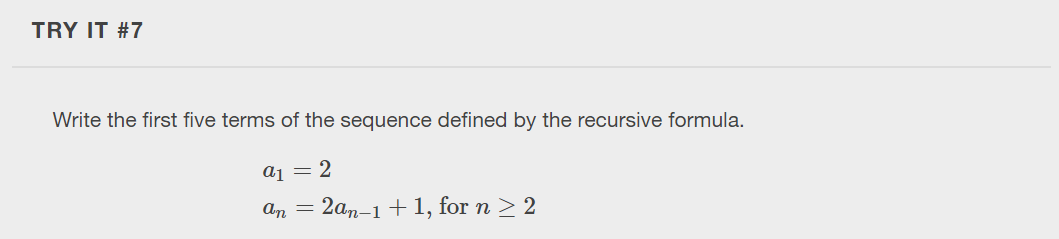 TRY IT #7
Write the first five terms of the sequence defined by the recursive formula.
a₁ = 2
aₙ = 2aₙ₋₁ + 1, for n ≥ 2